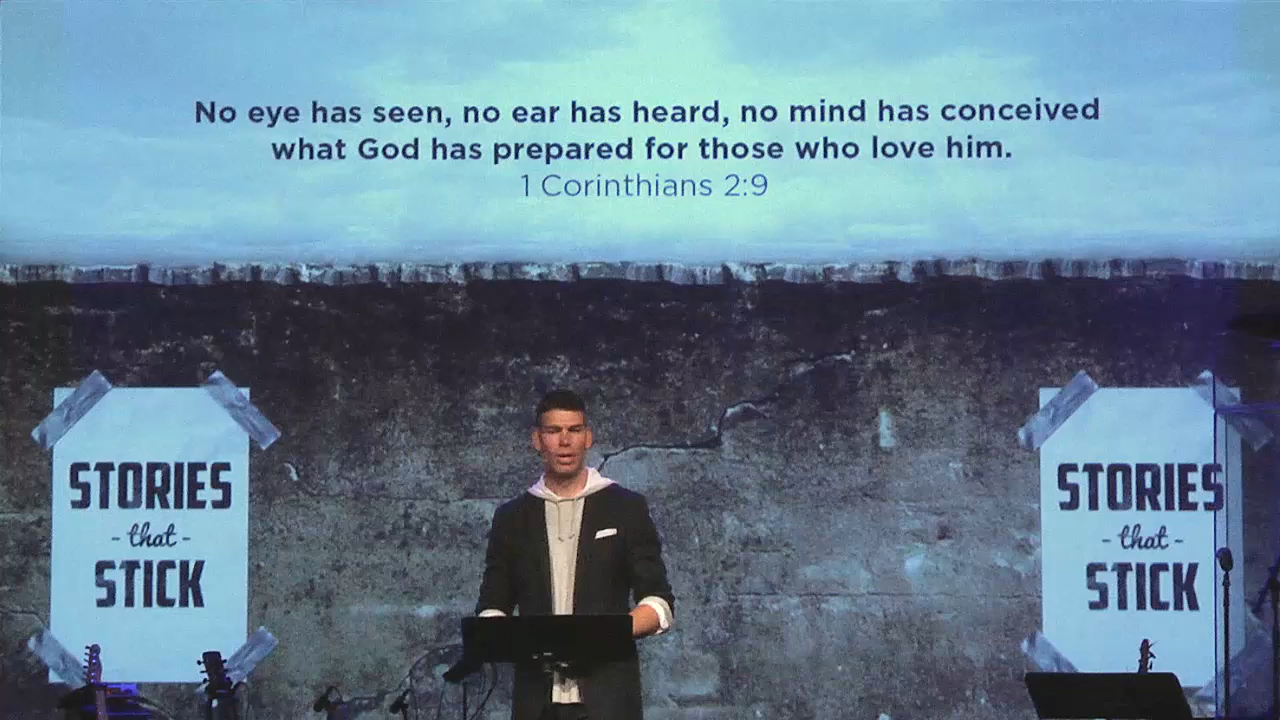 No eye has seen, no ear has heard, no mind has conceived
what God has prepared for those who love him.
1 Corinthians 2:9
STORIES
- that -
STICK
STORIES
- that -
STICK